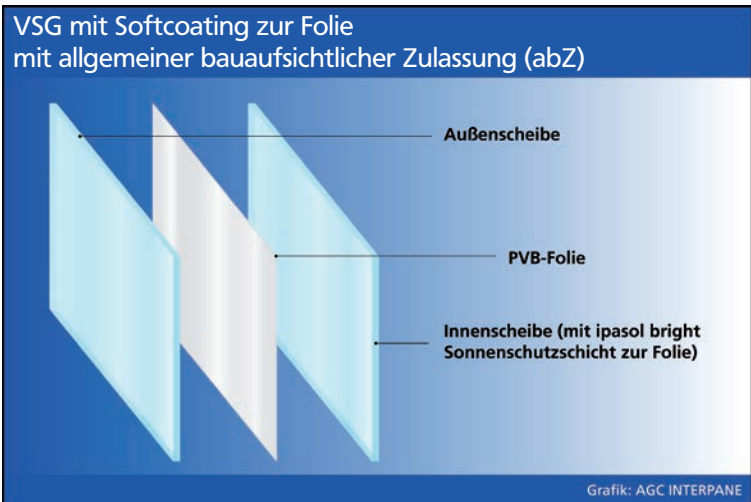 VSG mit Softcoating zur Folie
mit allgemeiner bauaufsichtlicher Zulassung (abZ)
Außenscheibe
PVB-Folie
Innenscheibe (mit ipasol bright
Sonnenschutzschicht zur Folie)
Grafik: AGC INTERPANE